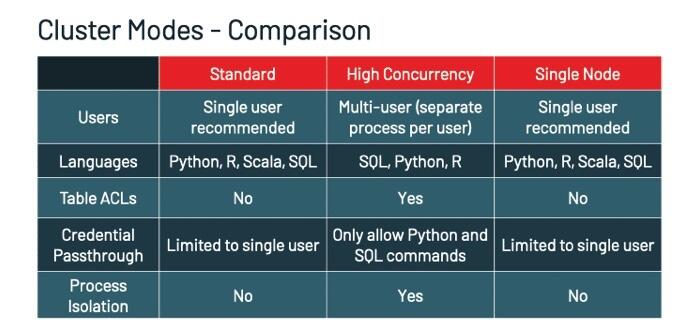 Cluster Modes - Comparison
Standard High Concurrency Single Node
Users
Single user
recommended
Multi-user (separate
process per user)
Single user
recommended
Languages Python, R, Scala, SQL SQL, Python, R Python, R, Scala, SQL
Table ACLs No Yes No
Credential
Passthrough
Limited to single user
Only allow Python and
SQL commands
Limited to single user
Process
Isolation
No Yes No